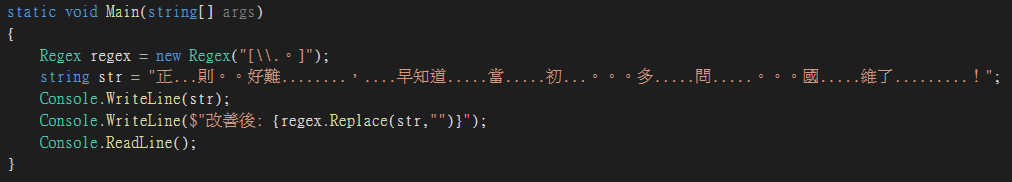 static void Main(string[] args)
{
    Regex regex = new Regex("[\\.。]");
    string str = "正...則。。好難........，....早知道.....當.....初...。。。多.....問.....。。。國.....維了.........！";
    Console.WriteLine(str);
    Console.WriteLine($"改善後: {regex.Replace(str,"")}");
    Console.ReadLine();
}